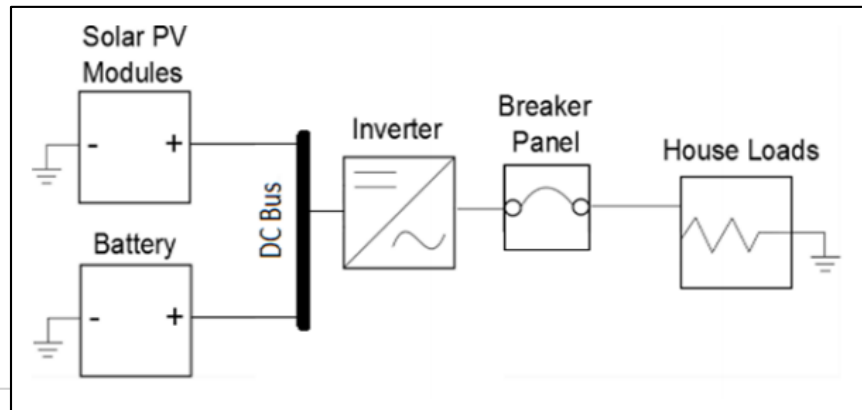 Solar PV
Modules
-
+
Battery
-
+
DC Bus
Inverter
Breaker
Panel
House Loads